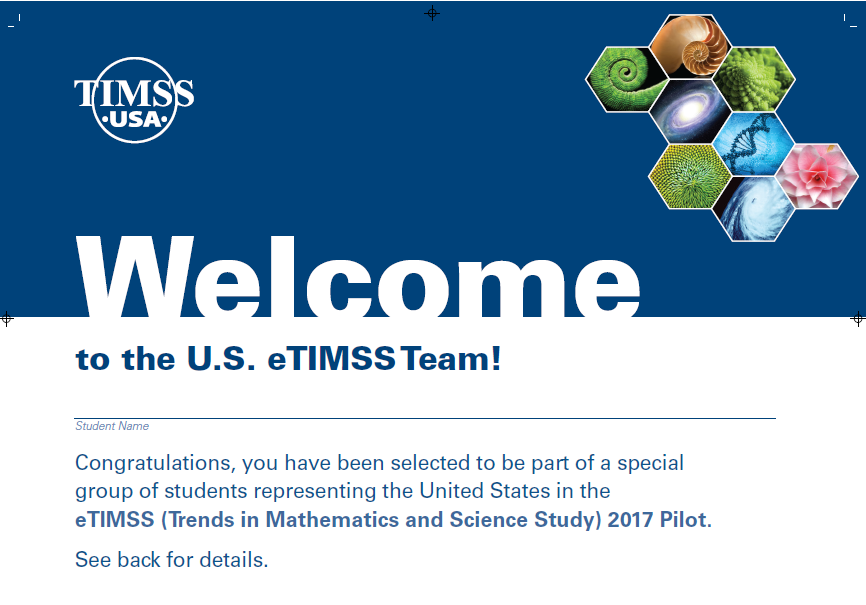 TIMSS
•USA•
Welcome
to the U.S. eTIMSS Team!
Student Name
Congratulations, you have been selected to be part of a special
group of students representing the United States in the
eTIMSS (Trends in Mathematics and Science Study) 2017 Pilot.
See back for details.